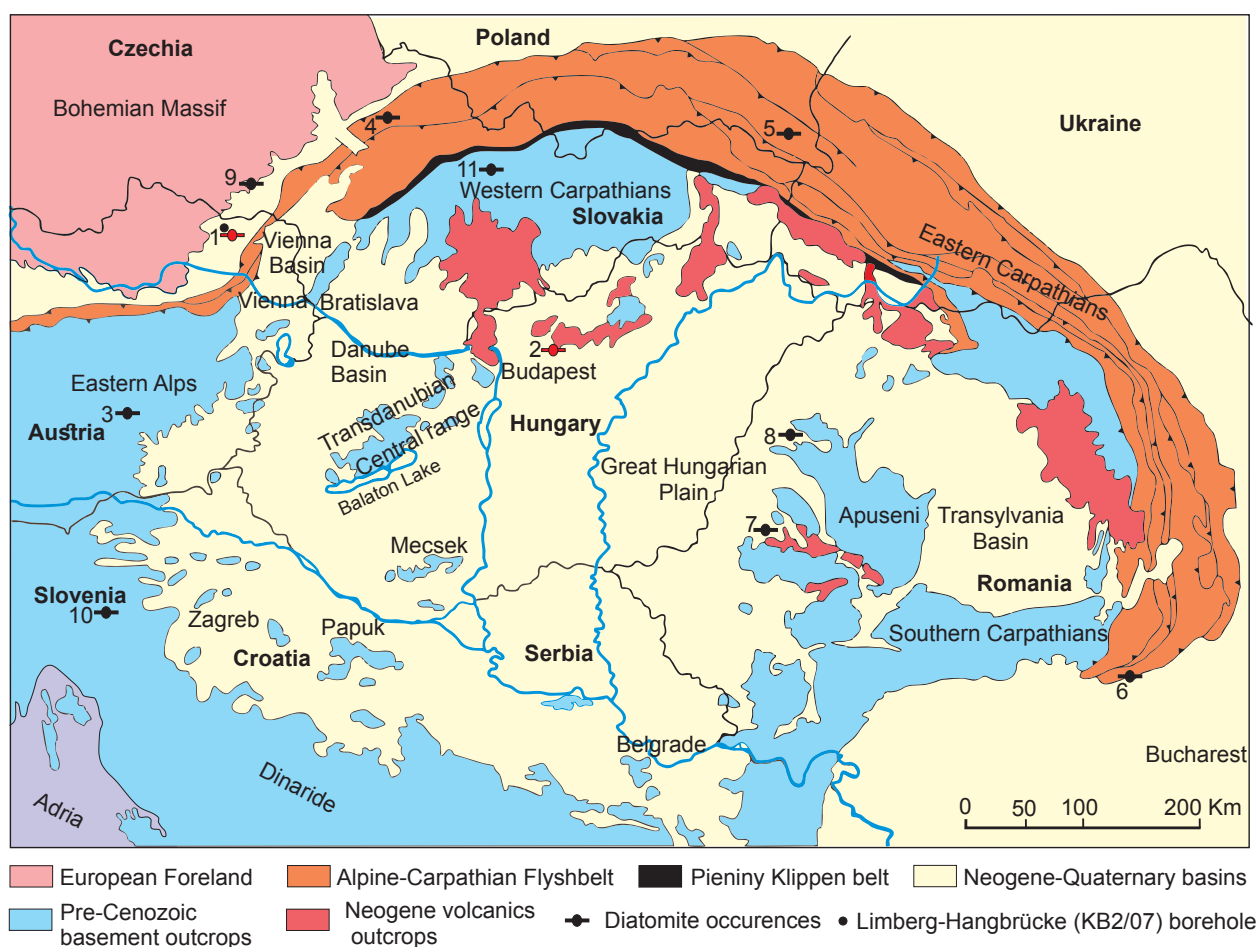 Czechia
Poland
Bohemian Massif
Ukraine
4
5
9
11
Western Carpathians
Slovakia
1
Vienna
Basin
Eastern Carpathians
Vienna
Bratislava
Danube
Basin
2
Budapest
Eastern Alps
3
Transdanubian
Central range
Hungary
Austria
8
Balaton Lake
Great Hungarian
Plain
7
Apuseni
Transylvania
Basin
Mecsek
Romania
Slovenia
10
Zagreb
Papuk
Southern Carpathians
Croatia
Serbia
6
Belgrade
Bucharest
Dinaride
Adria
0 50 100 200 Km
European Foreland
Alpine-Carpathian Flyshbelt
Pieniny Klippen belt
Neogene-Quaternary basins
Pre-Cenozoic
basement outcrops
Neogene volcanics
outcrops
Diatomite occurences
Limberg-Hangbrücke (KB2/07) borehole